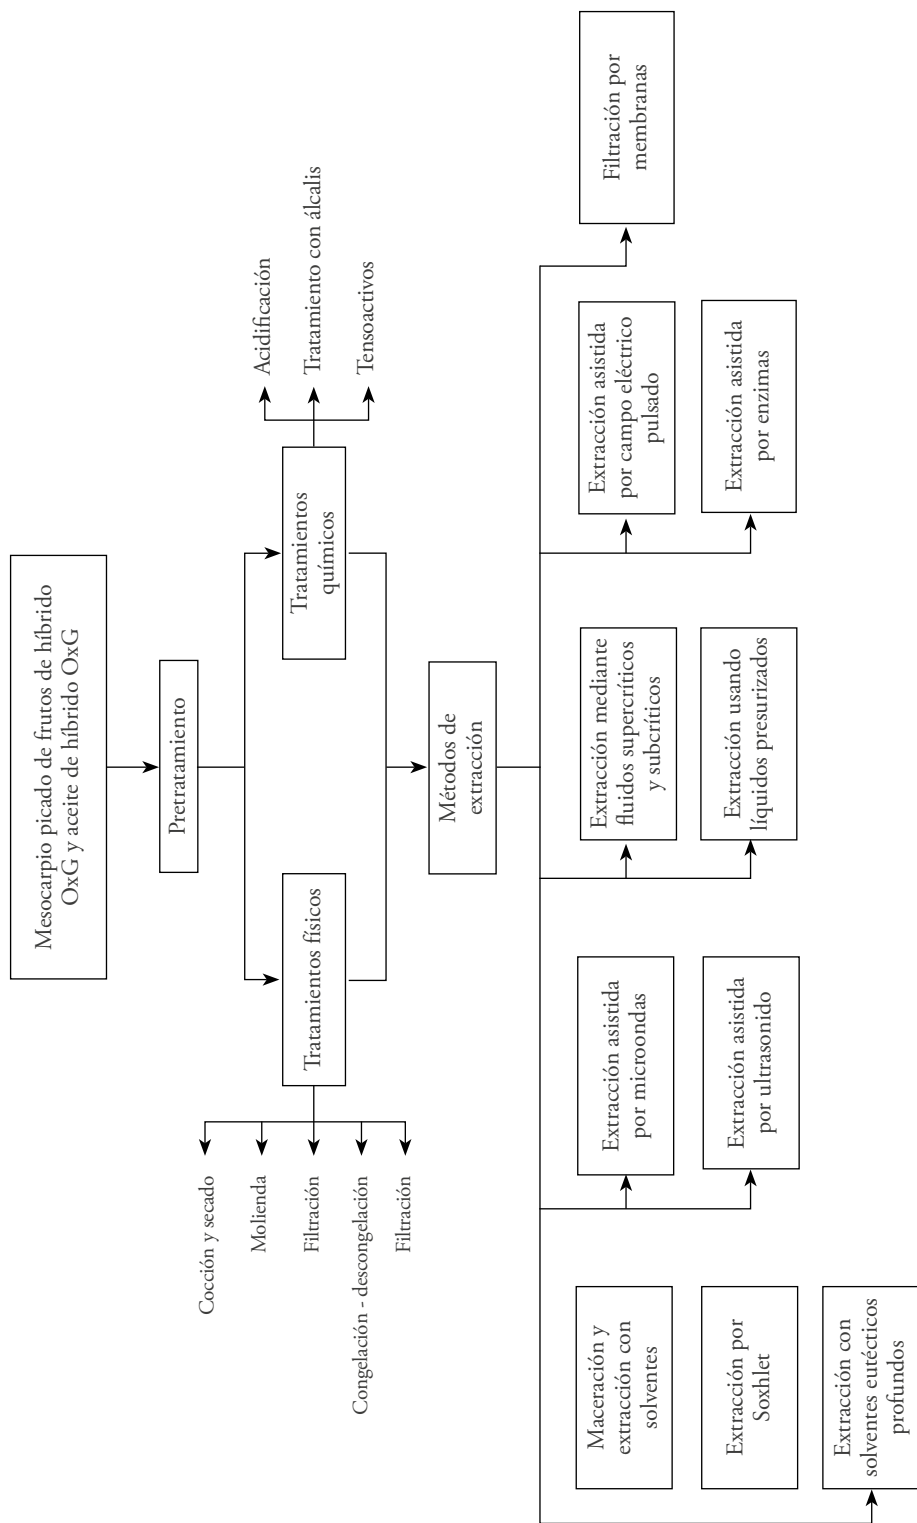 Mesocarpio picado de frutos de híbrido
OxG y aceite de híbrido OxG
Pretratamiento
Tratamientos físicos
Tratamientos
químicos
Cocción y secado
Molienda
Filtración
Congelación - descongelación
Filtración
Acidificación
Tratamiento con álcalis
Tensoactivos
Métodos de
extracción
Maceración y
extracción con
solventes
Extracción por
Soxhlet
Extracción con
solventes eutécticos
profundos
Extracción asistida
por microondas
Extracción asistida
por ultrasonido
Extracción mediante
fluidos supercríticos
y subcríticos
Extracción usando
líquidos presurizados
Extracción asistida
por campo eléctrico
pulsado
Extracción asistida
por enzimas
Filtración por
membranas